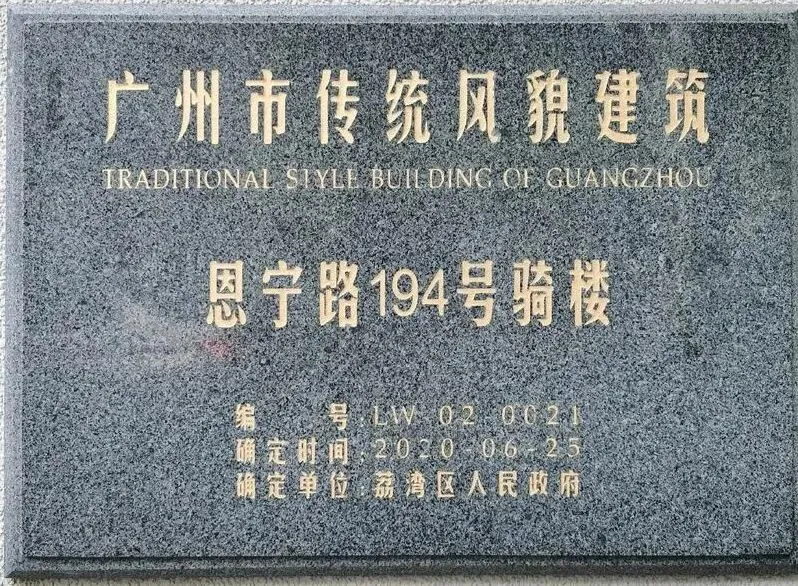 广州市传统风貌建筑
TRADITIONAL STYLE BUILDING OF GUANGZHOU
恩宁路194号骑楼
编 号:LW 02 0021
确定时间:2020-06-25
确定单位:荔湾区人民政府